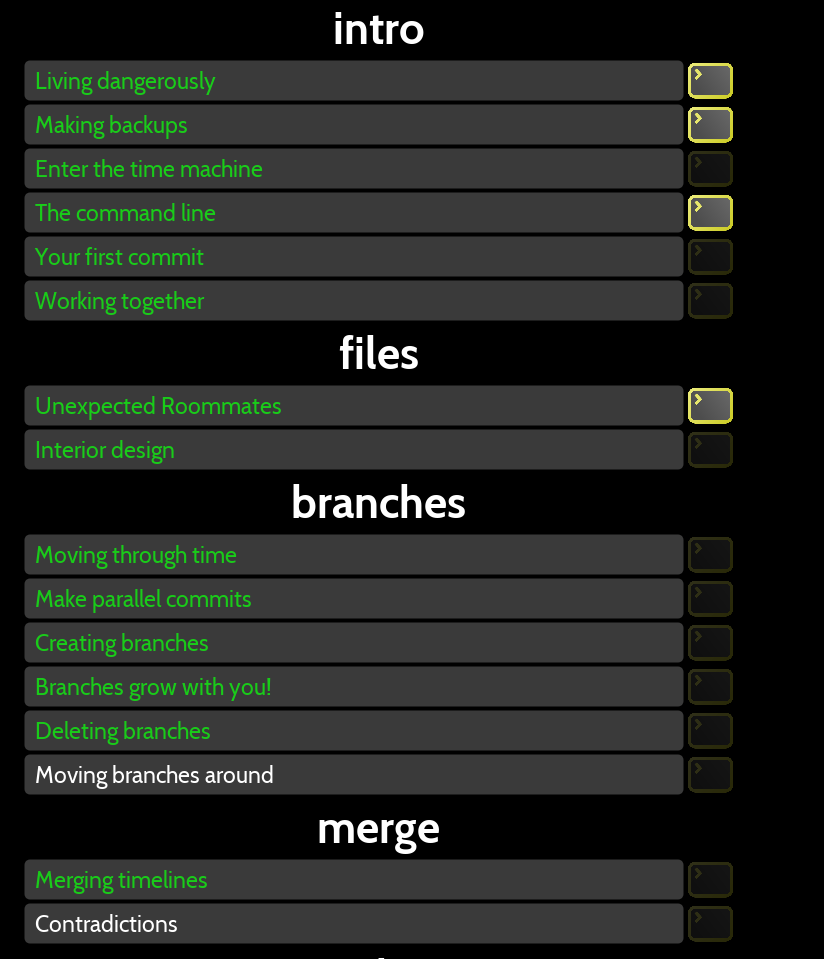 intro
Living dangerously
Making backups
Enter the time machine
The command line
Your first commit
Working together
files
Unexpected Roommates
Interior design
branches
Moving through time
Make parallel commits
Creating branches
Branches grow with you!
Deleting branches
Moving branches around
merge
Merging timelines
Contradictions